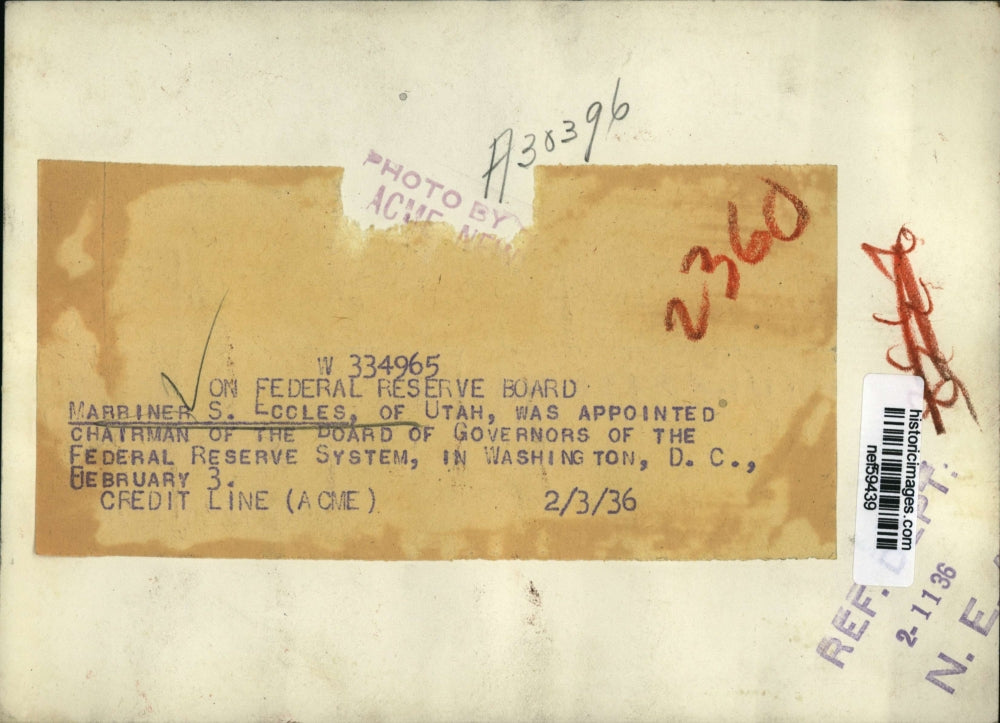 A30396
PHOTO BY
ACME NEW
2360
W 334965
ON FEDERAL RESERVE BOARD
MARRINER S. ECCLES, OF UTAH, WAS APPOINTED
CHAIRMAN OF THE BOARD OF GOVERNORS OF THE
FEDERAL RESERVE SYSTEM, IN WASHINGTON, D. C.,
FEBRUARY 3.
CREDIT LINE (ACME) 2/3/36
historicimages.com
nef59439
REF. DEPT.
2-11 36
N. E.